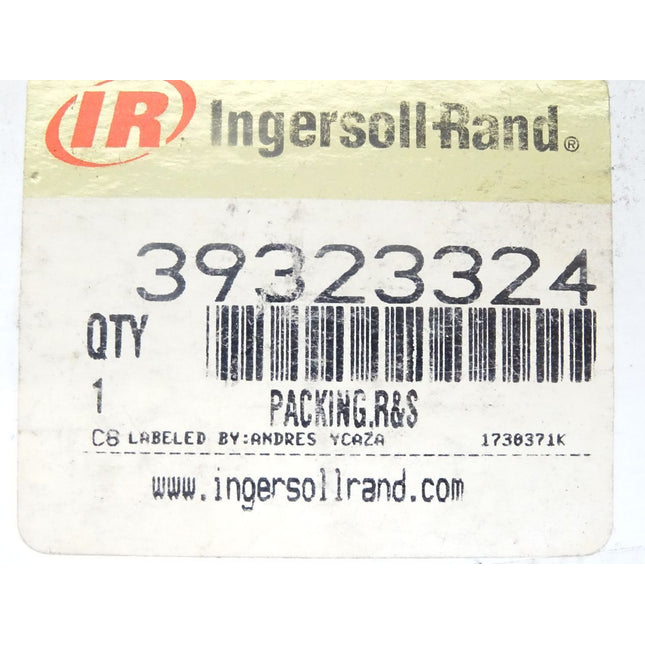 IR Ingersoll-Rand®
39323324
QTY
1 PACKING.R&S
C8 LABELED BY:ANDRES YCAZA 1730371K
www.ingersollrand.com